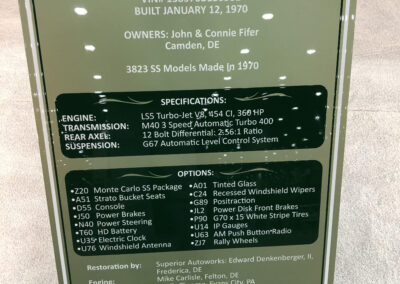 BUILT JANUARY 12, 1970
OWNERS: John & Connie Fifer
Camden, DE
3823 SS Models Made In 1970
SPECIFICATIONS:
ENGINE: LS5 Turbo-Jet V8, 454 CI, 360 HP
TRANSMISSION: M40 3 Speed Automatic Turbo 400
REAR AXEL: 12 Bolt Differential: 2:56:1 Ratio
SUSPENSION: G67 Automatic Level Control System
OPTIONS:
•Z20 Monte Carlo SS Package
•A51 Strato Bucket Seats
•D55 Console
•J50 Power Brakes
•N40 Power Steering
•T60 HD Battery
•U35 Electric Clock
•U76 Windshield Antenna
•A01 Tinted Glass
•C24 Recessed Windshield Wipers
•G89 Positraction
•JL2 Power Disk Front Brakes
•P90 G70 x 15 White Stripe Tires
•U14 IP Gauges
•U63 AM Push Button Radio
•ZJ7 Rally Wheels
Restoration by: Superior Autoworks: Edward Denkenberger, II,
Frederica, DE
Engine: Mike Carlisle, Felton, DE
Evans City, PA